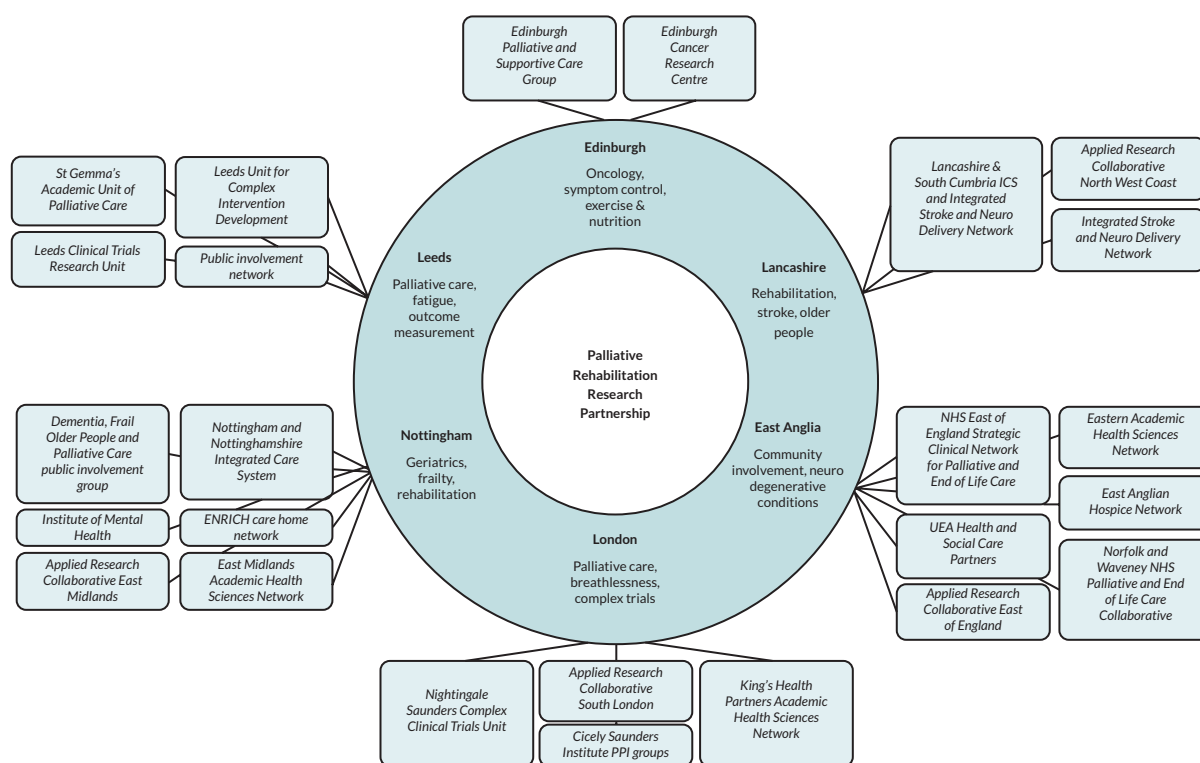 Edinburgh
Palliative and
Supportive Care
Group
Edinburgh
Cancer
Research
Centre
St Gemma's
Academic Unit of
Palliative Care
Leeds Unit for
Complex
Intervention
Development
Leeds Clinical Trials
Research Unit
Public involvement
network
Lancashire &
South Cumbria ICS
and Integrated
Stroke and Neuro
Delivery Network
Applied Research
Collaborative
North West Coast
Integrated Stroke
and Neuro Delivery
Network
Edinburgh
Oncology,
symptom control,
exercise &
nutrition
Leeds
Palliative care,
fatigue,
outcome
measurement
Lancashire
Rehabilitation,
stroke, older
people
Palliative
Rehabilitation
Research
Partnership
Nottingham
Geriatrics,
frailty,
rehabilitation
East Anglia
Community
involvement, neuro
degenerative
conditions
London
Palliative care,
breathlessness,
complex trials
Dementia, Frail
Older People and
Palliative Care
public involvement
group
Nottingham and
Nottinghamshire
Integrated Care
System
Institute of Mental
Health
ENRICH care home
network
Applied Research
Collaborative East
Midlands
East Midlands
Academic Health
Sciences Network
NHS East of
England Strategic
Clinical Network
for Palliative and
End of Life Care
Eastern Academic
Health Sciences
Network
East Anglian
Hospice Network
UEA Health and
Social Care
Partners
Norfolk and
Waveney NHS
Palliative and End
of Life Care
Collaborative
Applied Research
Collaborative East
of England
Nightingale
Saunders Complex
Clinical Trials Unit
Applied Research
Collaborative
South London
Cicely Saunders
Institute PPI groups
King's Health
Partners Academic
Health Sciences
Network